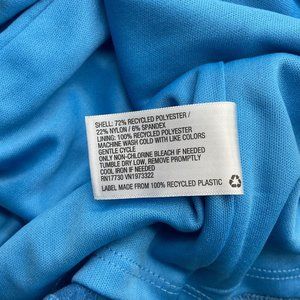 SHELL: 72% RECYCLED POLYESTER /
22% NYLON / 6% SPANDEX
LINING: 100% RECYCLED POLYESTER
MACHINE WASH COLD WITH LIKE COLORS
GENTLE CYCLE
ONLY NON-CHLORINE BLEACH IF NEEDED
TUMBLE DRY LOW, REMOVE PROMPTLY
COOL IRON IF NEEDED
RN17730 VN1973322
LABEL MADE FROM 100% RECYCLED PLASTIC